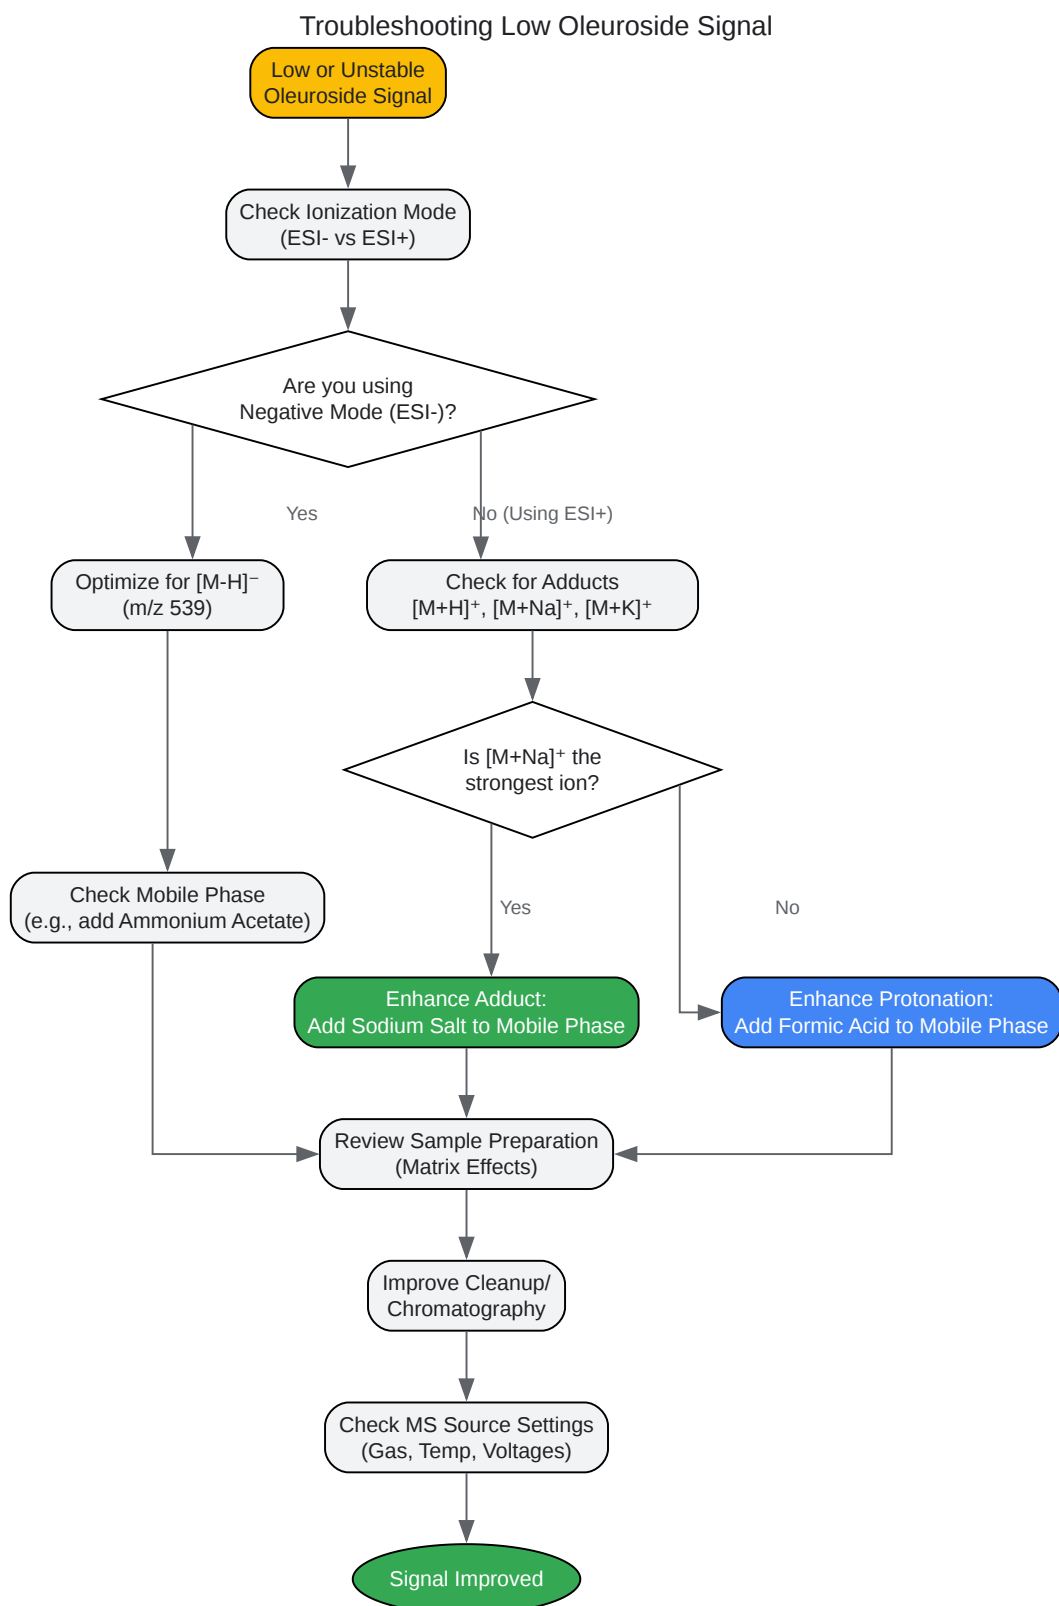 Troubleshooting Low Oleuroside Signal
Low or Unstable
Oleuroside Signal
Check Ionization Mode
(ESI- vs ESI+)
Are you using
Negative Mode (ESI-)?
Yes
No (Using ESI+)
Optimize for [M-H]⁻
(m/z 539)
Check for Adducts
[M+H]⁺, [M+Na]⁺, [M+K]⁺
Is [M+Na]⁺ the
strongest ion?
Check Mobile Phase
(e.g., add Ammonium Acetate)
Yes
No
Enhance Adduct:
Add Sodium Salt to Mobile Phase
Enhance Protonation:
Add Formic Acid to Mobile Phase
Review Sample Preparation
(Matrix Effects)
Improve Cleanup/
Chromatography
Check MS Source Settings
(Gas, Temp, Voltages)
Signal Improved